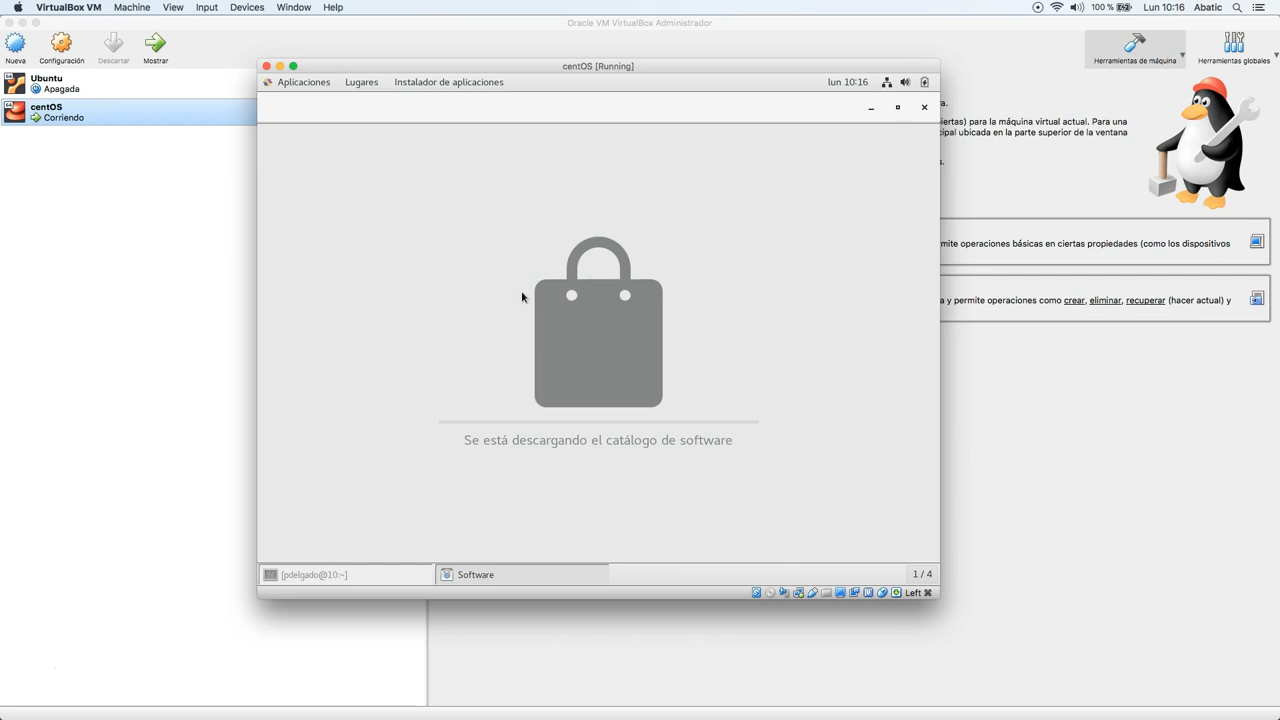 VirtualBox VM Machine View Input Devices Window Help 100 % Lun 10:16 Abatic
Oracle VM VirtualBox Administrador
Nueva Configuración Descartar Mostrar Herramientas de máquina Herramientas globales
Ubuntu
Apagada
centOS
Corriendo
centOS [Running]
Aplicaciones Lugares Instalador de aplicaciones lun 10:16
Se está descargando el catálogo de software
[pdelgado@10:~] Software 1 / 4
Left ⌘
a.
iertas) para la máquina virtual actual. Para una
cipal ubicada en la parte superior de la ventana
s.
mite operaciones básicas en ciertas propiedades (como los dispositivos
a y permite operaciones como crear, eliminar, recuperar (hacer actual) y